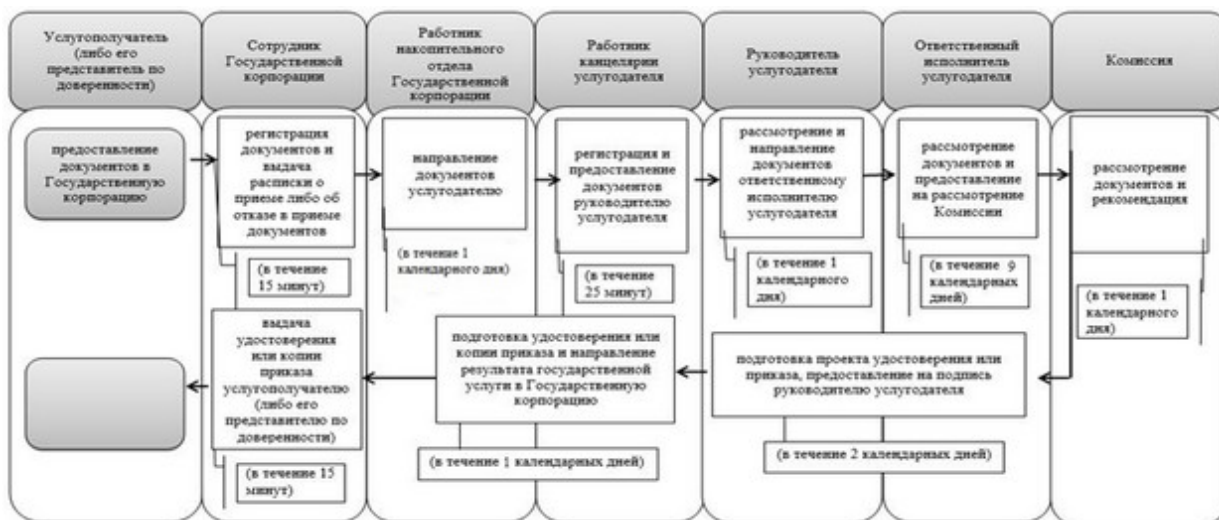 Услугополучатель
(либо его
представитель по
доверенности)
Сотрудник
Государственной
корпорации
Работник
накопительного
отдела
Государственной
корпорации
Работник
канцелярии
услугодателя
Руководитель
услугодателя
Ответственный
исполнитель
услугодателя
Комиссия
предоставление
документов в
Государственную
корпорацию
регистрация
документов и
выдача
расписки о
приеме либо об
отказе в приеме
документов
(в течение
15 минут)
направление
документов
услугодателю
(в течение 1
календарного дня)
регистрация и
предоставление
документов
руководителю
услугодателя
(в течение
25 минут)
рассмотрение и
направление
документов
ответственному
исполнителю
услугодателя
(в течение 1
календарного
дня)
рассмотрение
документов и
предоставление
на рассмотрение
Комиссии
(в течение 9
календарных
дней)
рассмотрение
документов и
рекомендация
(в течение 1
календарного
дня)
подготовка проекта удостоверения или
приказа, предоставление на подпись
руководителю услугодателя
(в течение 2 календарных дней)
подготовка удостоверения или
копии приказа и направление
результата государственной
услуги в Государственную
корпорацию
(в течение 1 календарных дней)
выдача
удостоверения
или копии
приказа
услугополучателю
(либо его
представителю по
доверенности)
(в течение 15
минут)